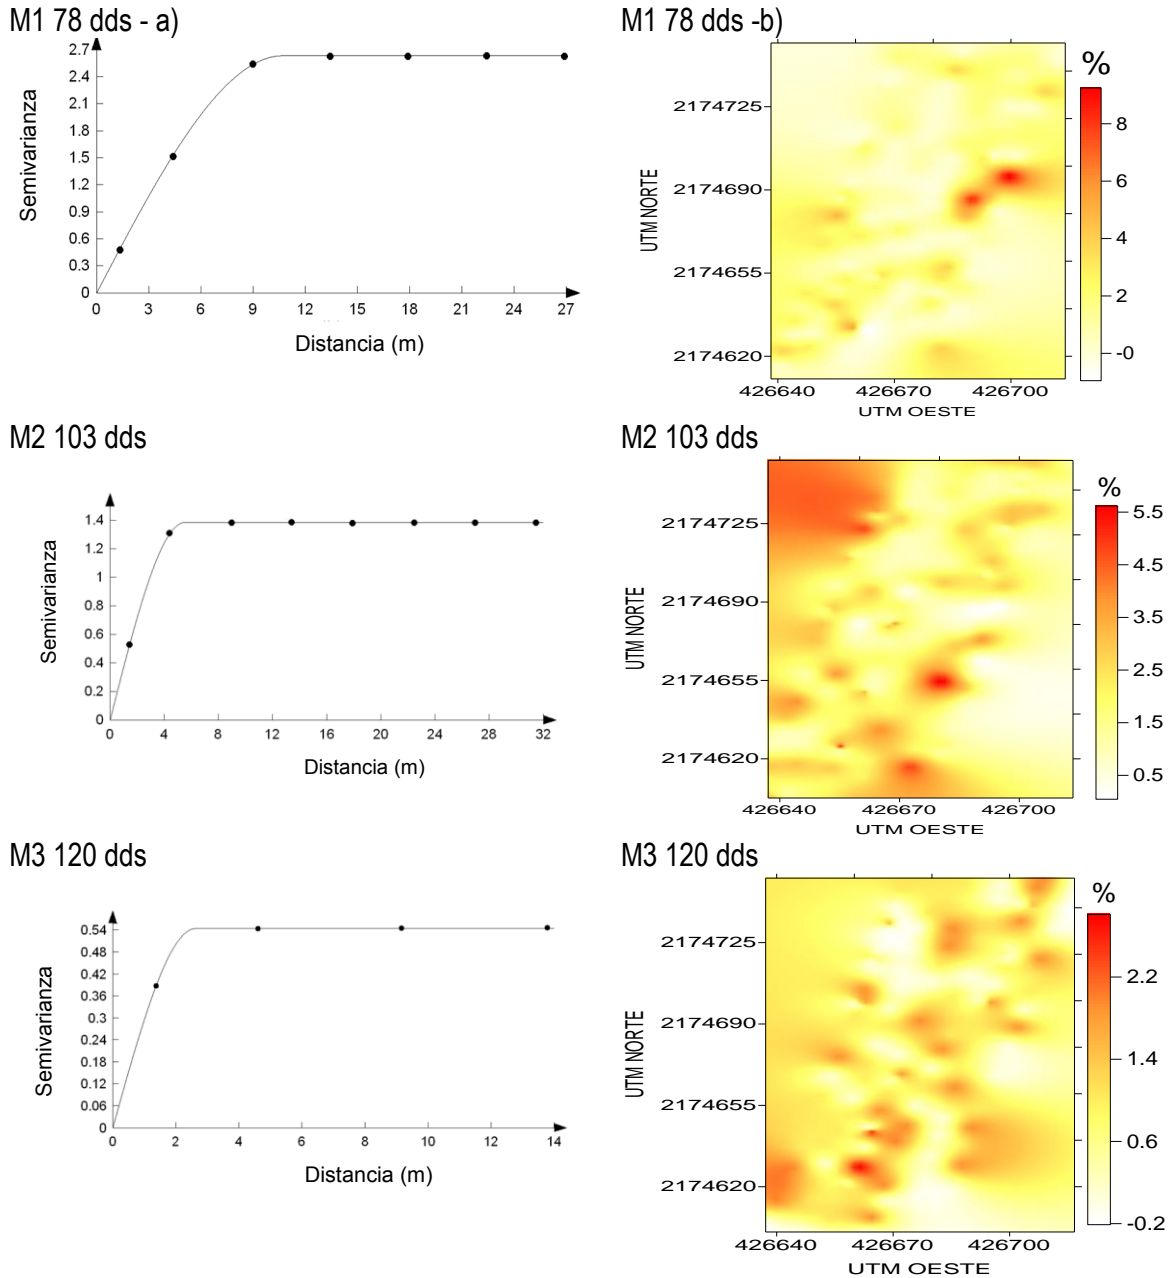 M1 78 dds - a)
2.7
2.4
2.1
1.8
1.5
1.2
0.9
0.6
0.3
0
Semivarianza
0 3 6 9 12 15 18 21 24 27
Distancia (m)
M1 78 dds -b)
2174725
2174690
2174655
2174620
UTM NORTE
426640 426670 426700
UTM OESTE
%
8
6
4
2
-0
M2 103 dds
1.4
1.2
1
0.8
0.6
0.4
0.2
0
Semivarianza
0 4 8 12 16 20 24 28 32
Distancia (m)
M2 103 dds
2174725
2174690
2174655
2174620
UTM NORTE
426640 426670 426700
UTM OESTE
%
5.5
4.5
3.5
2.5
1.5
0.5
M3 120 dds
0.54
0.48
0.42
0.36
0.3
0.24
0.18
0.12
0.06
0
Semivarianza
0 2 4 6 8 10 12 14
Distancia (m)
M3 120 dds
2174725
2174690
2174655
2174620
UTM NORTE
426640 426670 426700
UTM OESTE
%
2.2
1.4
0.6
-0.2